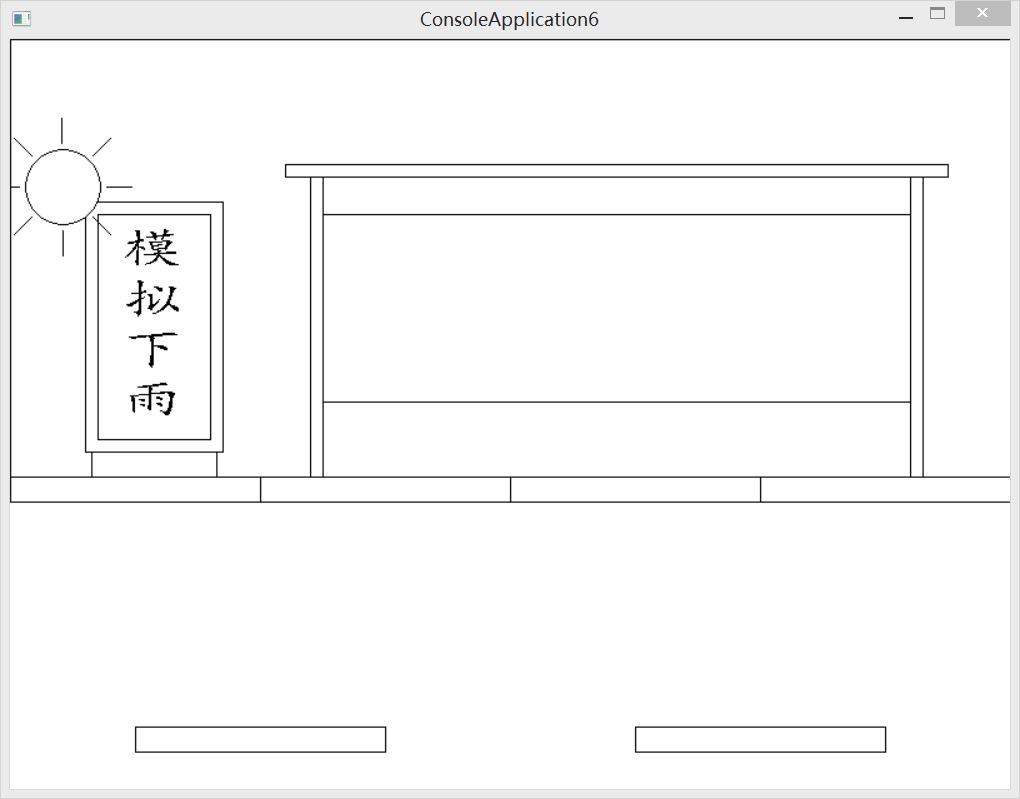 ConsoleApplication6
模
拟
下
雨